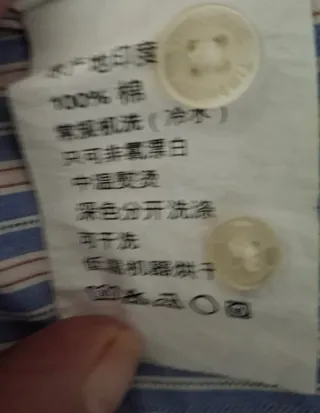 产地印度
100% 棉
常规机洗（冷水）
只可非氯漂白
中温熨烫
深色分开洗涤
可干洗
低温机器烘干